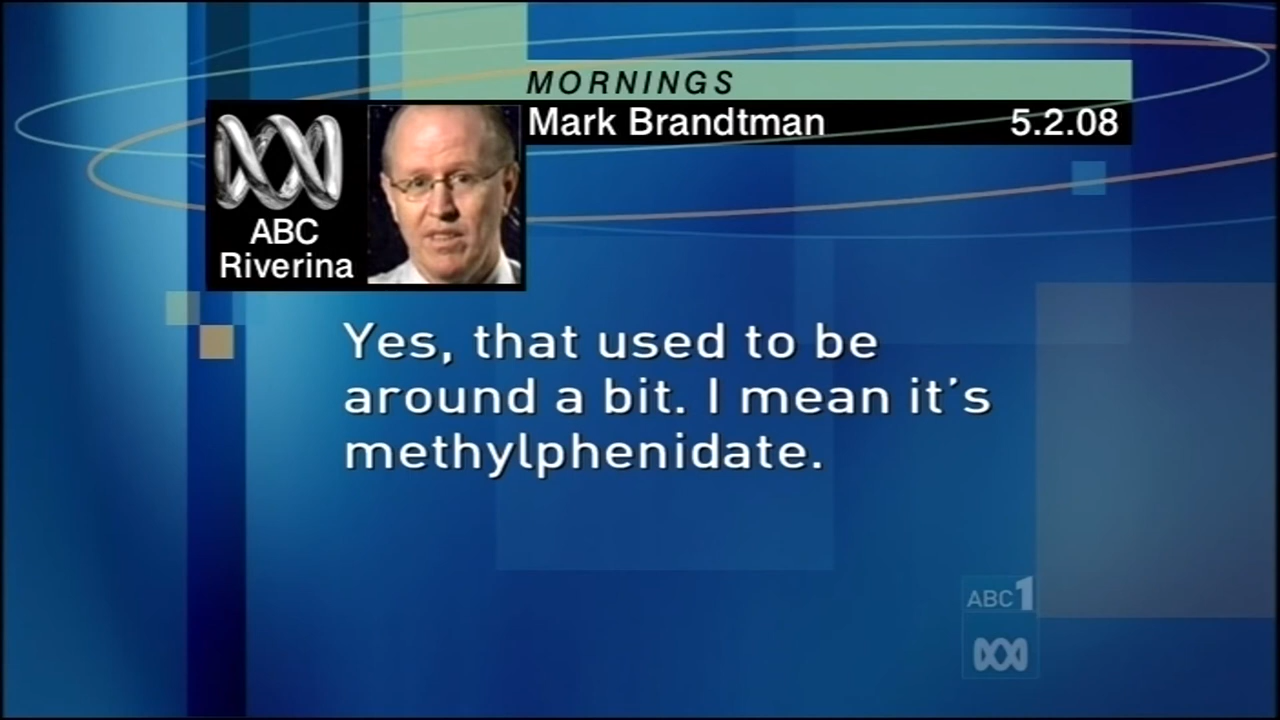 MORNINGS
Mark Brandtman 5.2.08
ABC
Riverina
Yes, that used to be
around a bit. I mean it's
methylphenidate.
ABC1